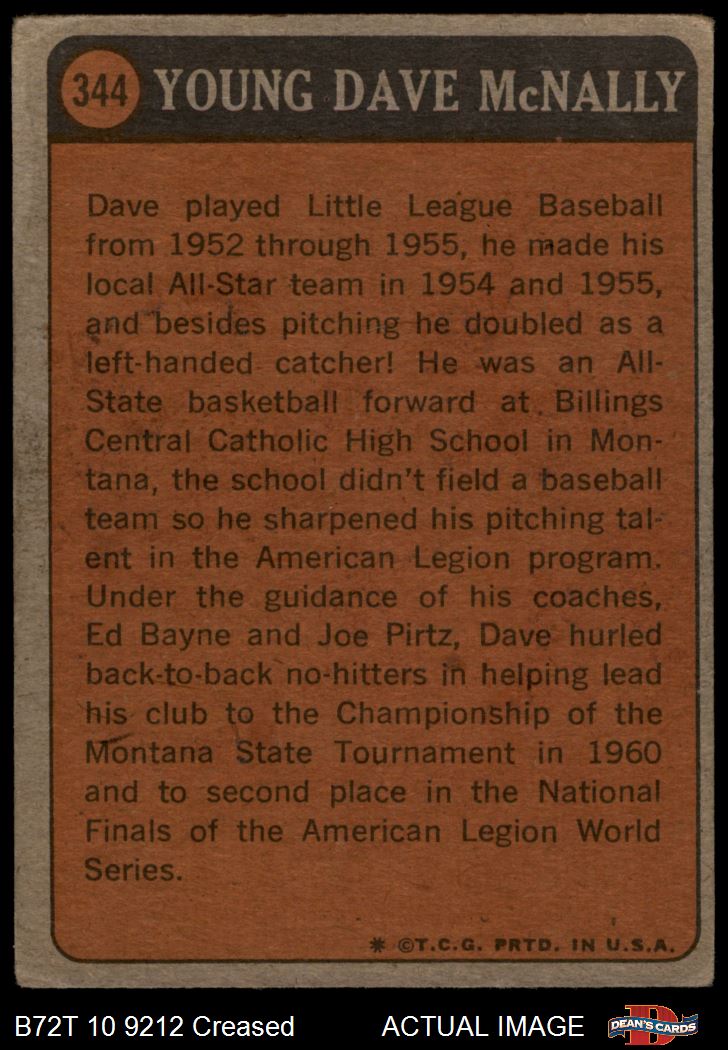 344 YOUNG DAVE McNALLY
Dave played Little League Baseball
from 1952 through 1955, he made his
local All-Star team in 1954 and 1955,
and besides pitching he doubled as a
left-handed catcher! He was an All-
State basketball forward at Billings
Central Catholic High School in Mon-
tana, the school didn't field a baseball
team so he sharpened his pitching tal-
ent in the American Legion program.
Under the guidance of his coaches,
Ed Bayne and Joe Pirtz, Dave hurled
back-to-back no-hitters in helping lead
his club to the Championship of the
Montana State Tournament in 1960
and to second place in the National
Finals of the American Legion World
Series.
* ©T.C.G. PRTD. IN U.S.A.
B72T 10 9212 Creased ACTUAL IMAGE
D
DEAN'S CARDS